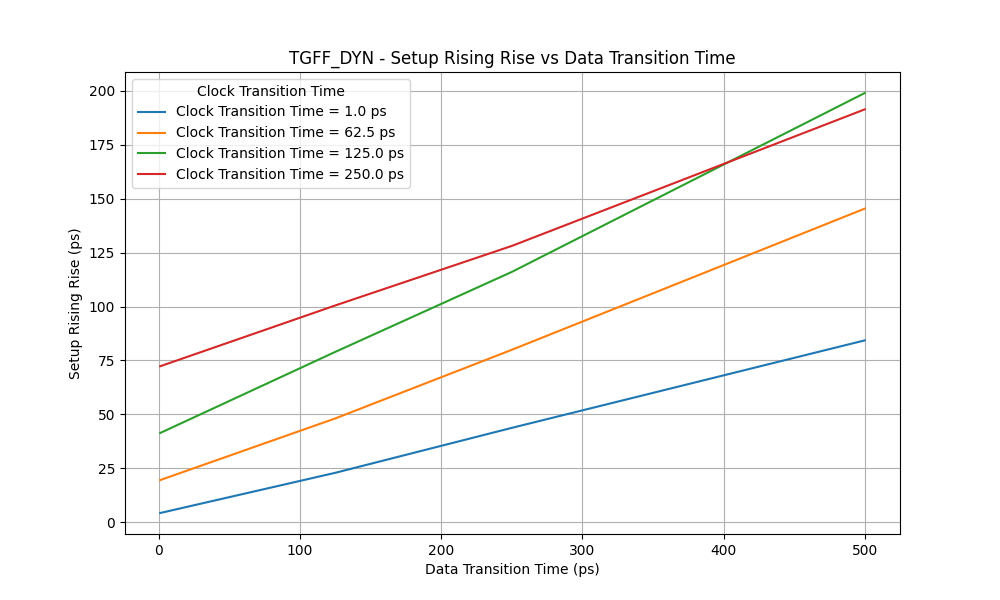 TGFF_DYN - Setup Rising Rise vs Data Transition Time
Clock Transition Time
Clock Transition Time = 1.0 ps
Clock Transition Time = 62.5 ps
Clock Transition Time = 125.0 ps
Clock Transition Time = 250.0 ps
Setup Rising Rise (ps)
200
175
150
125
100
75
50
25
0
0 100 200 300 400 500
Data Transition Time (ps)